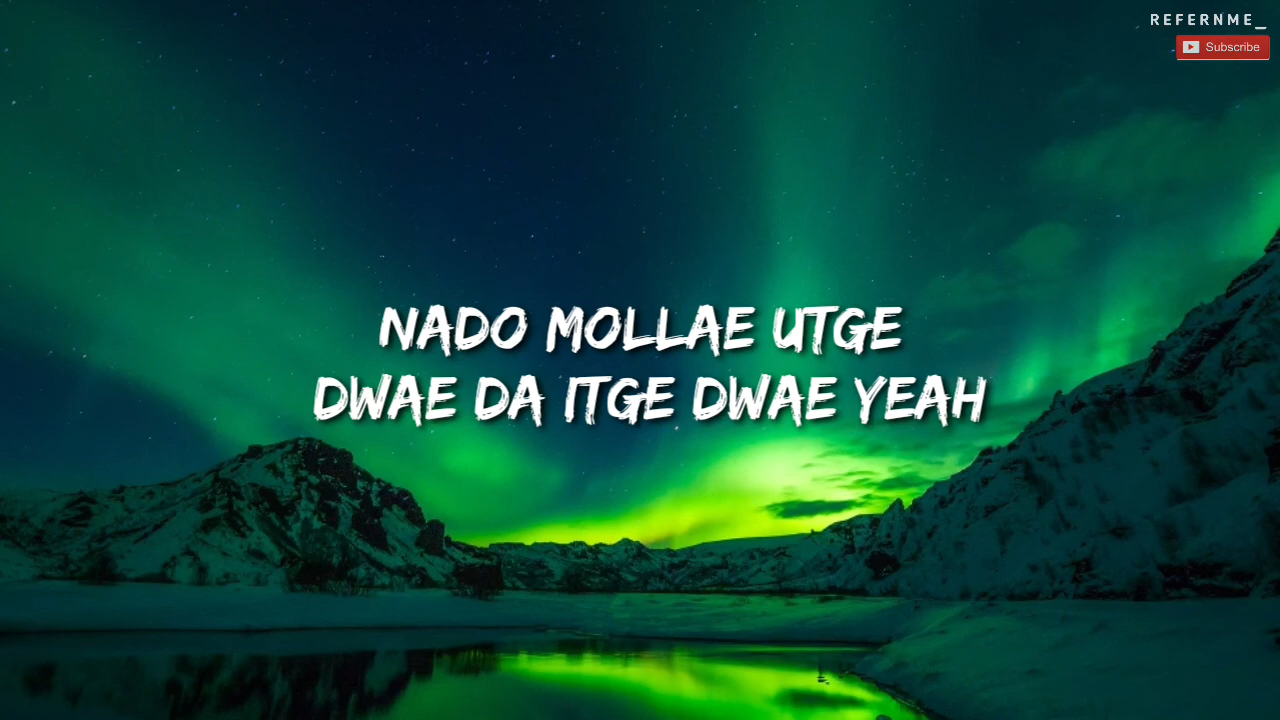 REFERNME_
Subscribe
NADO MOLLAE UTGE
DWAE DA ITGE DWAE YEAH